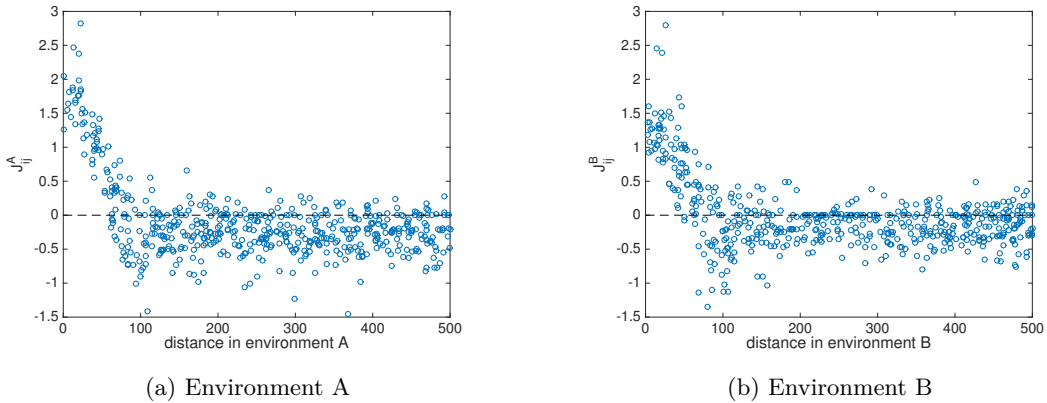 3
2.5
2
1.5
1
0.5
0
-0.5
-1
-1.5
J^A_ij
0 100 200 300 400 500
distance in environment A
(a) Environment A
3
2.5
2
1.5
1
0.5
0
-0.5
-1
-1.5
J^B_ij
0 100 200 300 400 500
distance in environment B
(b) Environment B